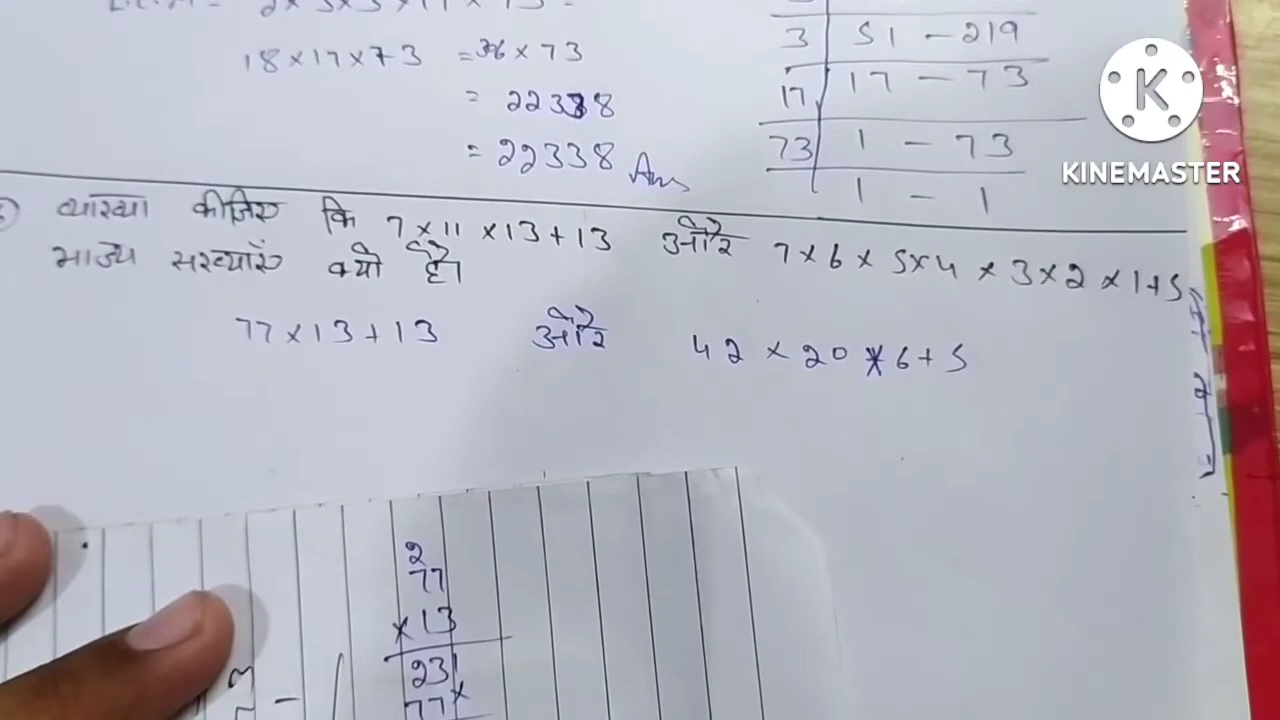 18×17×73 = 306 × 73
= 22338
= 22338 Ans
3 51 - 219
17 17 - 73
73 1 - 73
1 - 1
K
KINEMASTER
व्याख्या कीजिए कि 7×11×13+13 और 7×6×5×4×3×2×1+5
भाज्य संख्याएँ क्यों है।
77×13+13 और 42×20×6+5
2
77
×13
231
77×